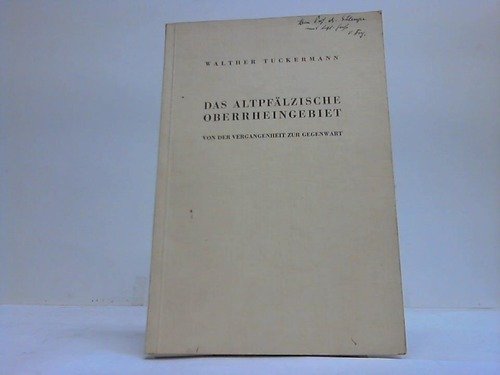 WALTHER TUCKERMANN
DAS ALTPFÄLZISCHE
OBERRHEINGEBIET
VON DER VERGANGENHEIT ZUR GEGENWART